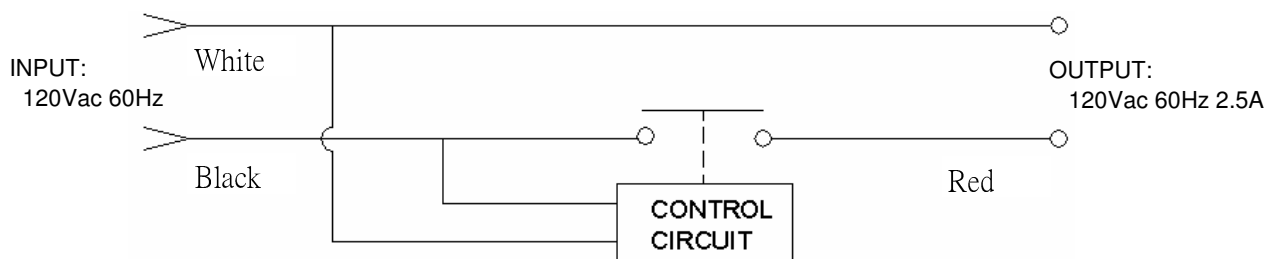 White
INPUT:
120Vac 60Hz
OUTPUT:
120Vac 60Hz 2.5A
Black
Red
CONTROL
CIRCUIT